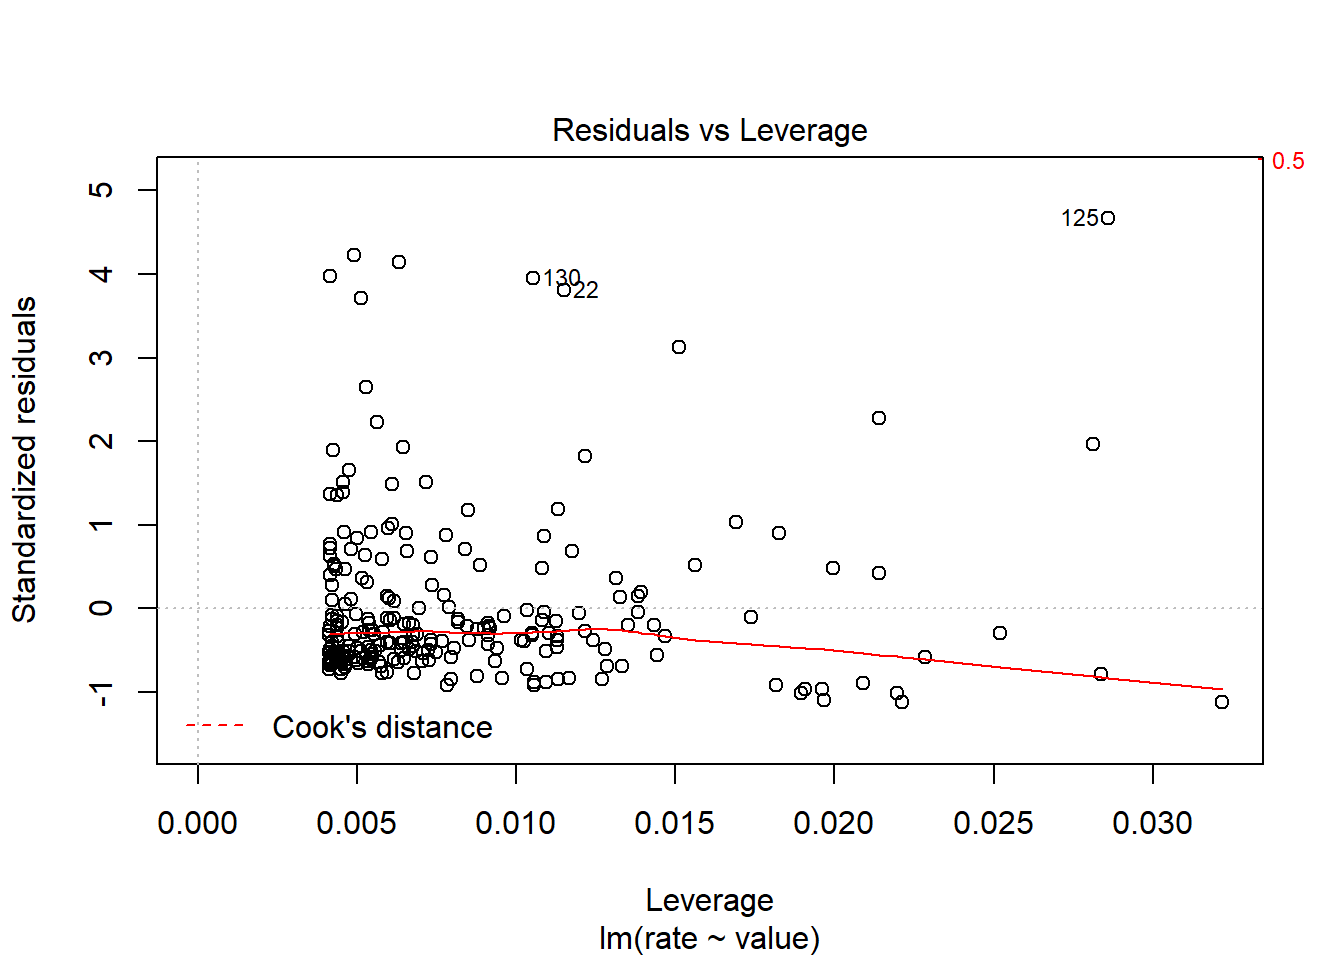 Residuals vs Leverage
0.5
Standardized residuals
5
4
3
2
1
0
-1
125
130
22
Cook's distance
0.000 0.005 0.010 0.015 0.020 0.025 0.030
Leverage
lm(rate ~ value)